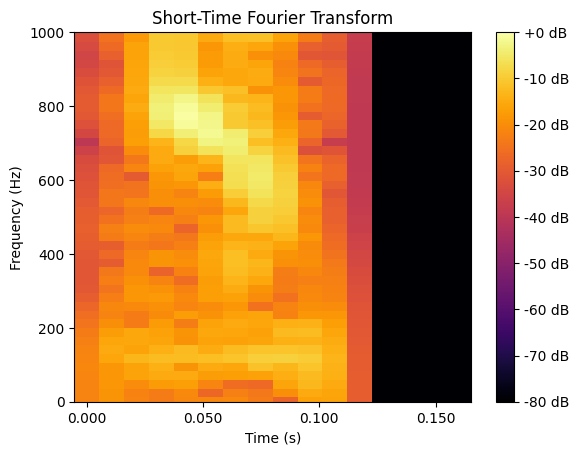 Short-Time Fourier Transform
1000
800
600
400
200
0
Frequency (Hz)
0.000
0.050
0.100
0.150
Time (s)
+0 dB
-10 dB
-20 dB
-30 dB
-40 dB
-50 dB
-60 dB
-70 dB
-80 dB